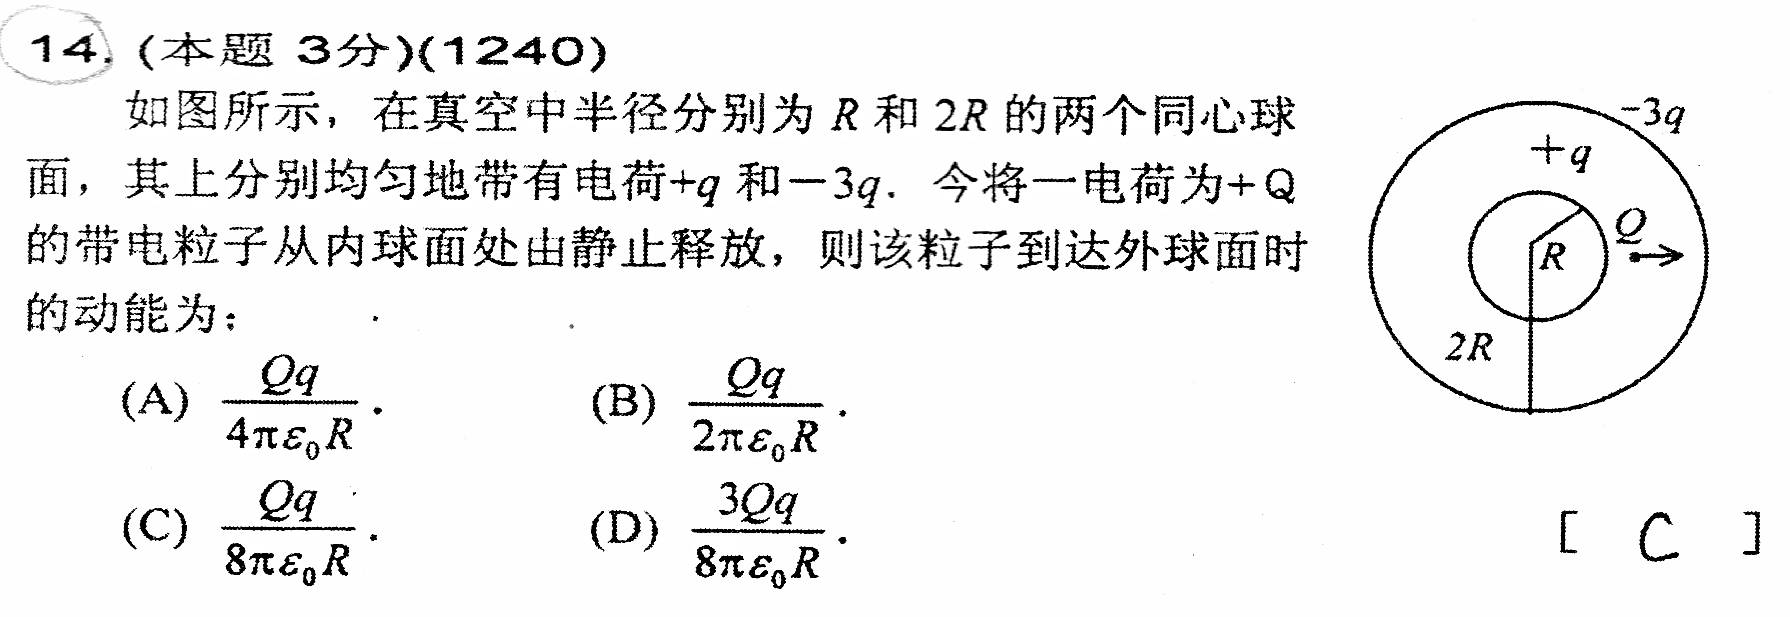 14. (本题 3分)(1240)
如图所示，在真空中半径分别为 R 和 2R 的两个同心球
面，其上分别均匀地带有电荷+q 和－3q．今将一电荷为+Q
的带电粒子从内球面处由静止释放，则该粒子到达外球面时
的动能为：
(A) Qq/4πε₀R ．  (B) Qq/2πε₀R ．
(C) Qq/8πε₀R ．  (D) 3Qq/8πε₀R ．
[ C ]
-3q
+q
Q
R
2R